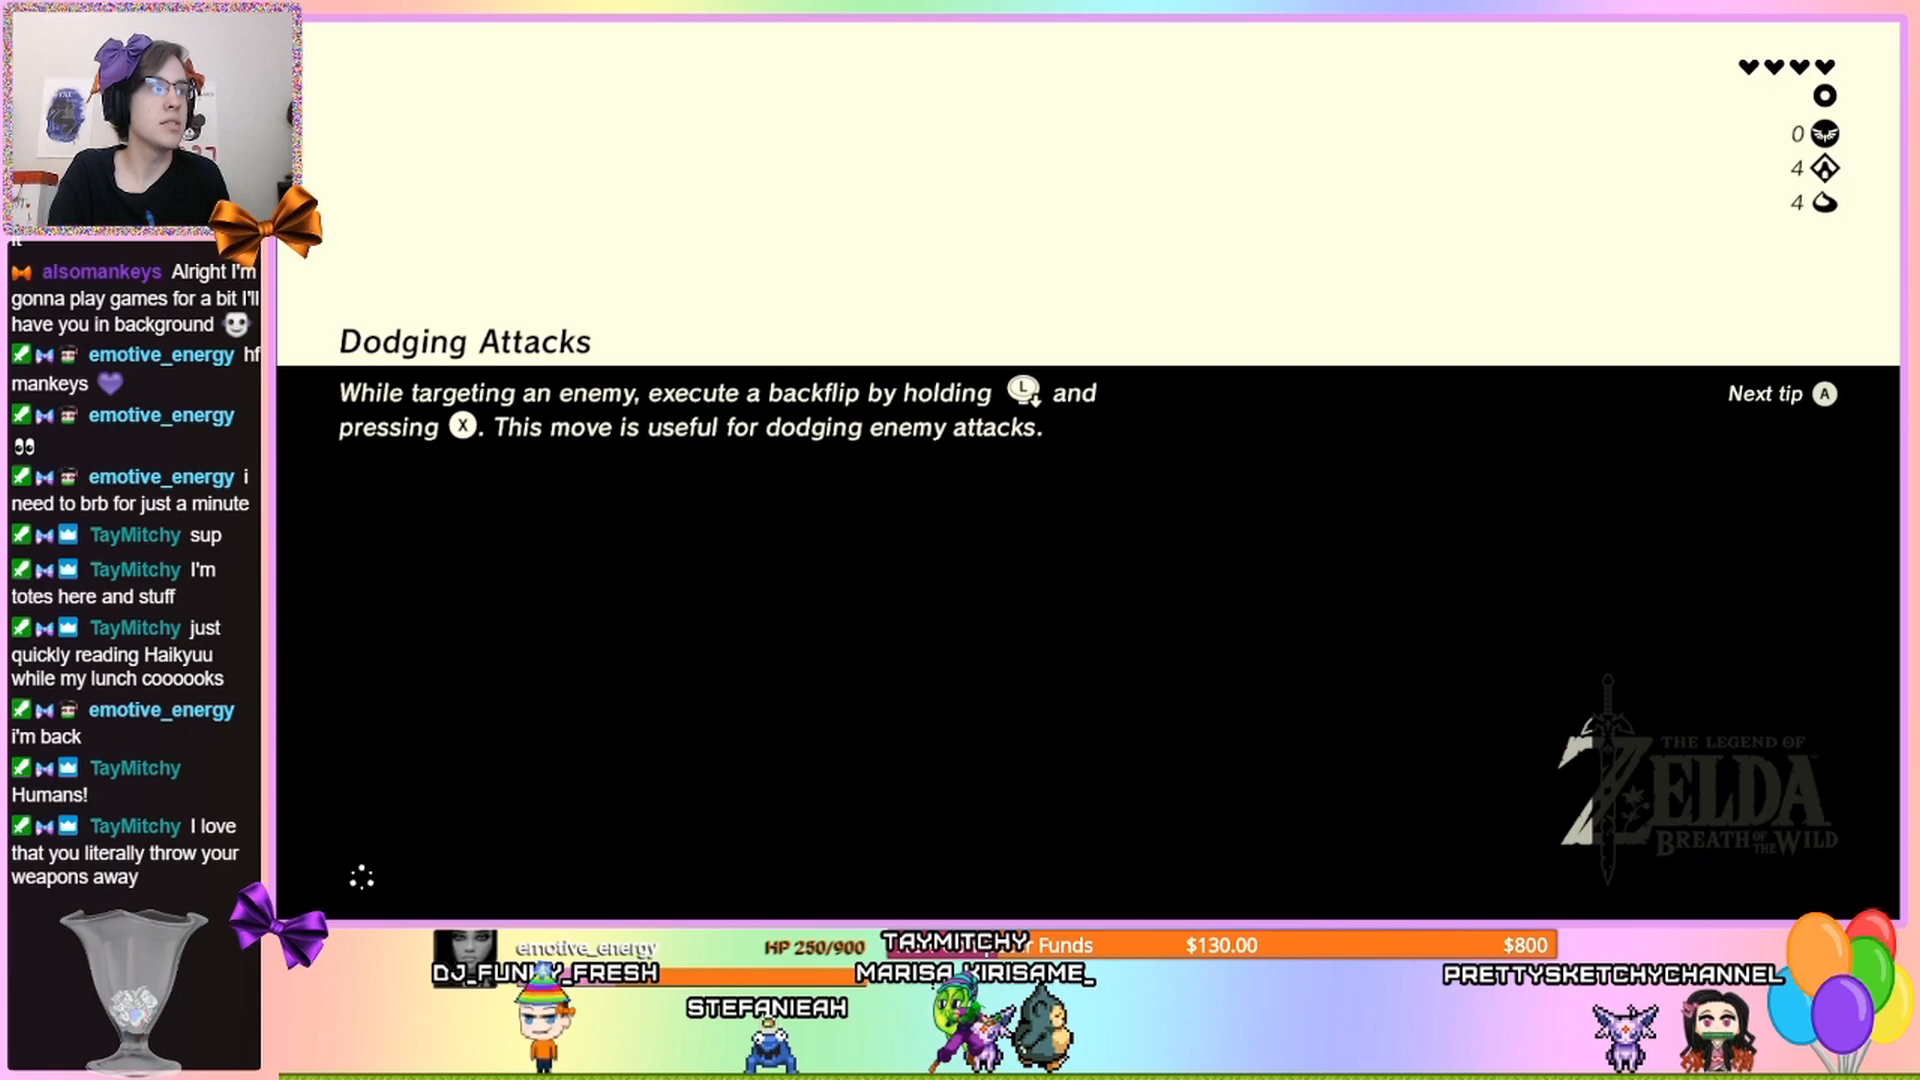 it
alsomankeys Alright I'm
gonna play games for a bit I'll
have you in background
emotive_energy hf
mankeys
emotive_energy
emotive_energy i
need to brb for just a minute
TayMitchy sup
TayMitchy I'm
totes here and stuff
TayMitchy just
quickly reading Haikyuu
while my lunch coooooks
emotive_energy
i'm back
TayMitchy
Humans!
TayMitchy I love
that you literally throw your
weapons away
0
4
4
Dodging Attacks
While targeting an enemy, execute a backflip by holding L and
pressing X. This move is useful for dodging enemy attacks.
Next tip A
THE LEGEND OF
ZELDA
BREATH OF THE WILD
emotive_energy HP 250/900
TAYMITCHY Funds $130.00 $800
DJ_FUNKY_FRESH
MARISA_KIRISAME_
PRETTYSKETCHYCHANNEL
STEFANIEAH